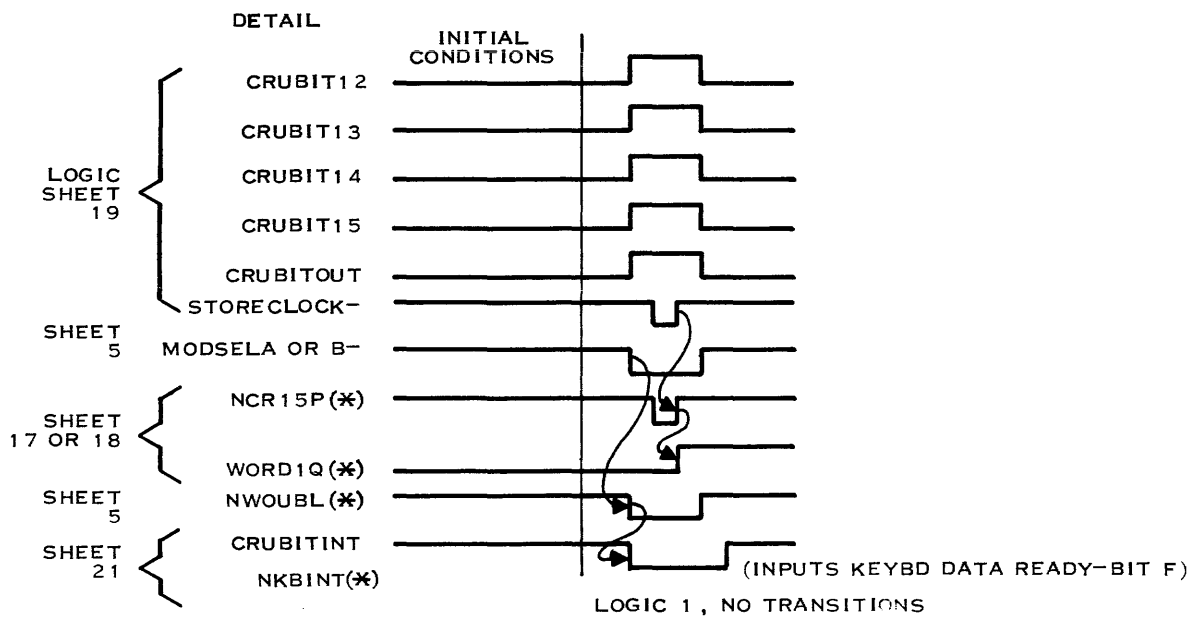 DETAIL
INITIAL
CONDITIONS
CRUBIT12
CRUBIT13
LOGIC
SHEET
19
CRUBIT14
CRUBIT15
CRUBITOUT
STORECLOCK-
SHEET
5
MODSELA OR B-
SHEET
17 OR 18
NCR15P(*)
WORD1Q(*)
SHEET
5
NWOUBL(*)
SHEET
21
CRUBITINT
NKBINT(*)
(INPUTS KEYBD DATA READY-BIT F)
LOGIC 1, NO TRANSITIONS